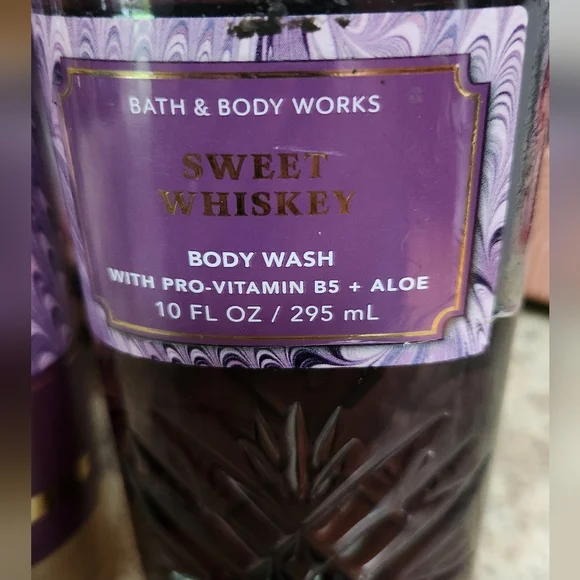 BATH & BODY WORKS
SWEET
WHISKEY
BODY WASH
WITH PRO-VITAMIN B5 + ALOE
10 FL OZ / 295 mL